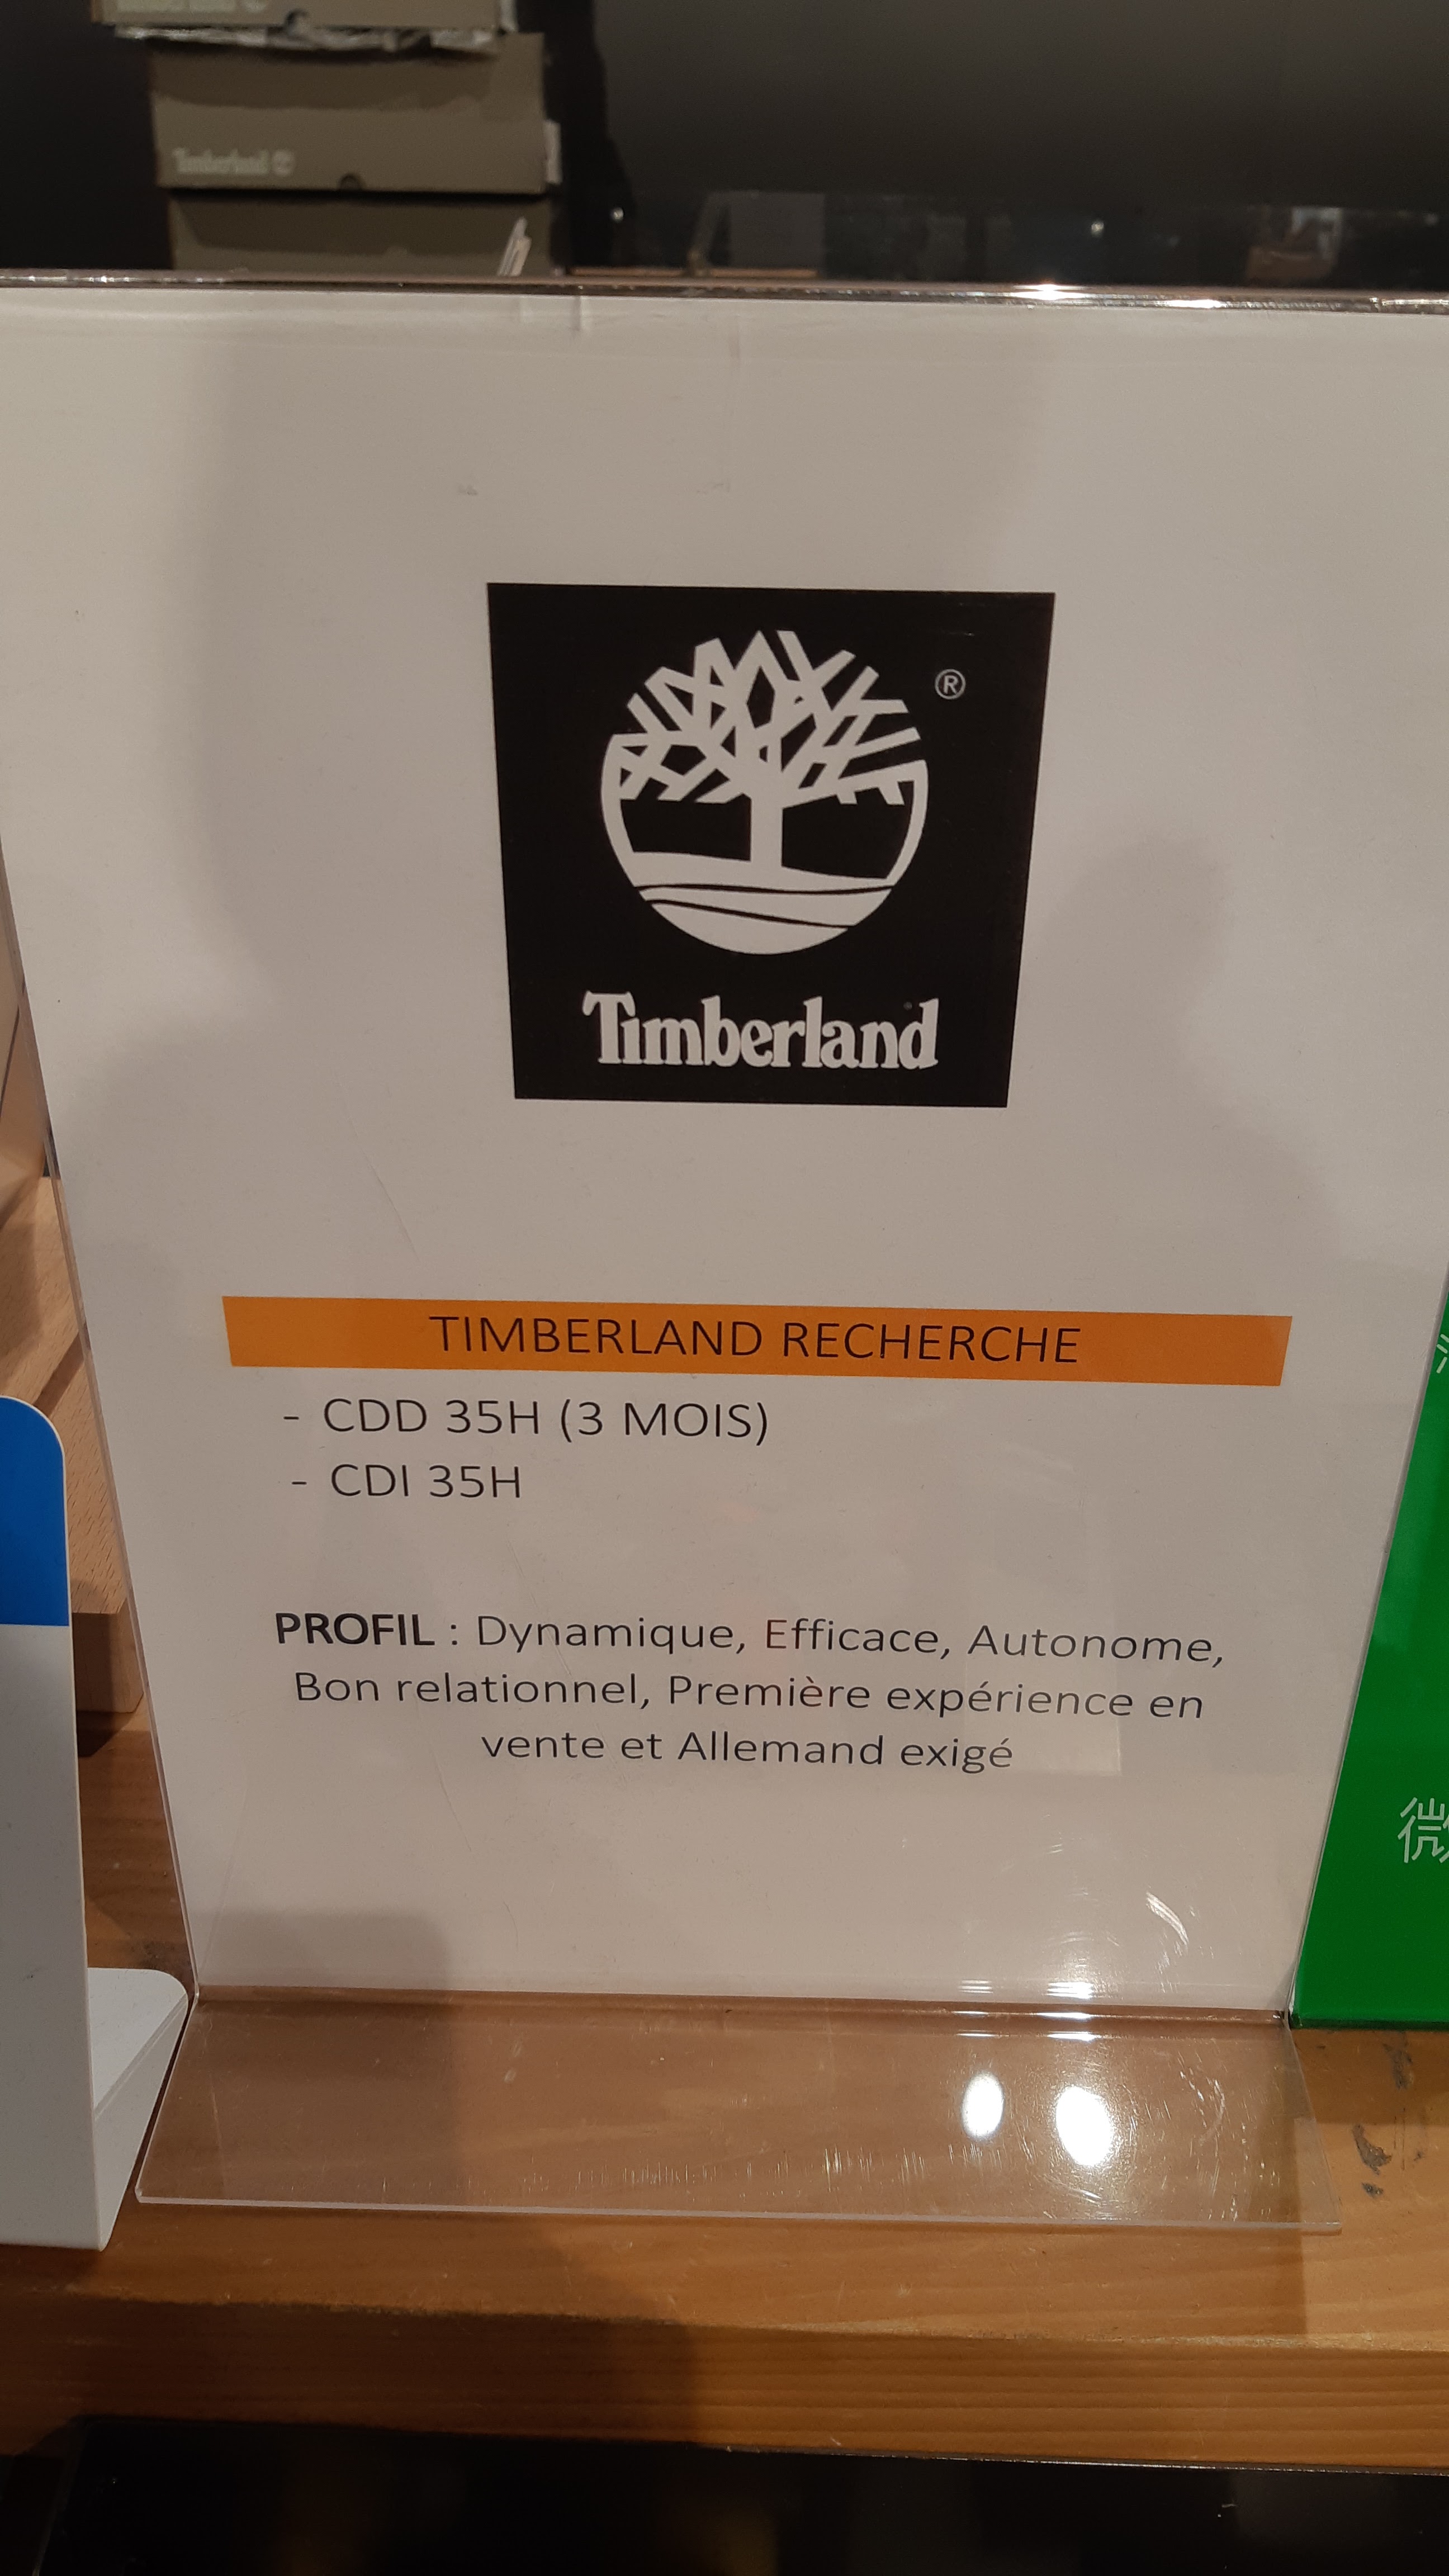 Timberland
®
Timberland
TIMBERLAND RECHERCHE
- CDD 35H (3 MOIS)
- CDI 35H
PROFIL : Dynamique, Efficace, Autonome,
Bon relationnel, Première expérience en
vente et Allemand exigé